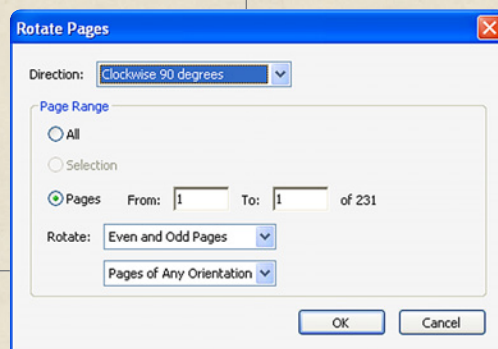 Rotate Pages
Direction: Clockwise 90 degrees
Page Range
All
Selection
Pages From: 1 To: 1 of 231
Rotate: Even and Odd Pages
Pages of Any Orientation
OK Cancel